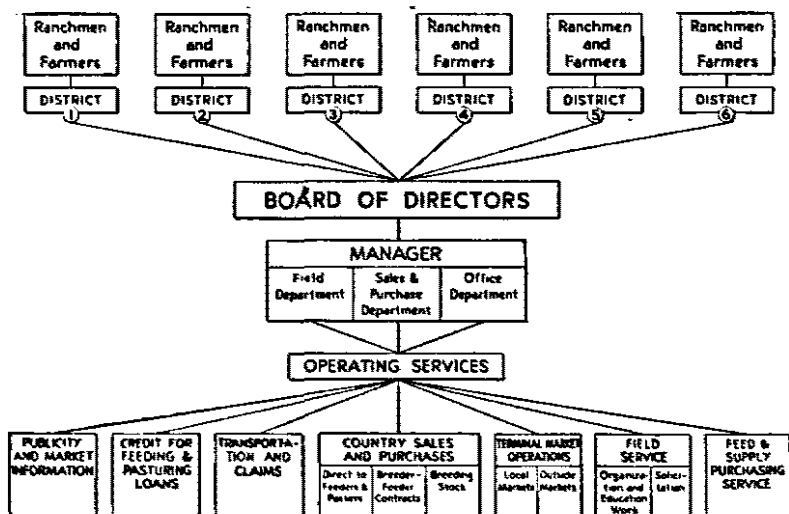 Ranchmen
and
Farmers
Ranchmen
and
Farmers
Ranchmen
and
Farmers
Ranchmen
and
Farmers
Ranchmen
and
Farmers
Ranchmen
and
Farmers
DISTRICT
1
DISTRICT
2
DISTRICT
3
DISTRICT
4
DISTRICT
5
DISTRICT
6
BOARD OF DIRECTORS
MANAGER
Field
Department
Sales &
Purchase
Department
Office
Department
OPERATING SERVICES
PUBLICITY
AND MARKET
INFORMATION
CREDIT FOR
FEEDING &
PASTURING
LOANS
TRANSPORTA-
TION AND
CLAIMS
COUNTRY SALES
AND PURCHASES
Direct to
Feeders &
Breeder-
Feeder
Contracts
Breeding
Stock
TERMINAL MARKET
OPERATIONS
Local
Markets
Outside
Markets
FIELD
SERVICE
Organiza-
tion and
Education
Work
Solici-
tation
FEED &
SUPPLY
PURCHASING
SERVICE